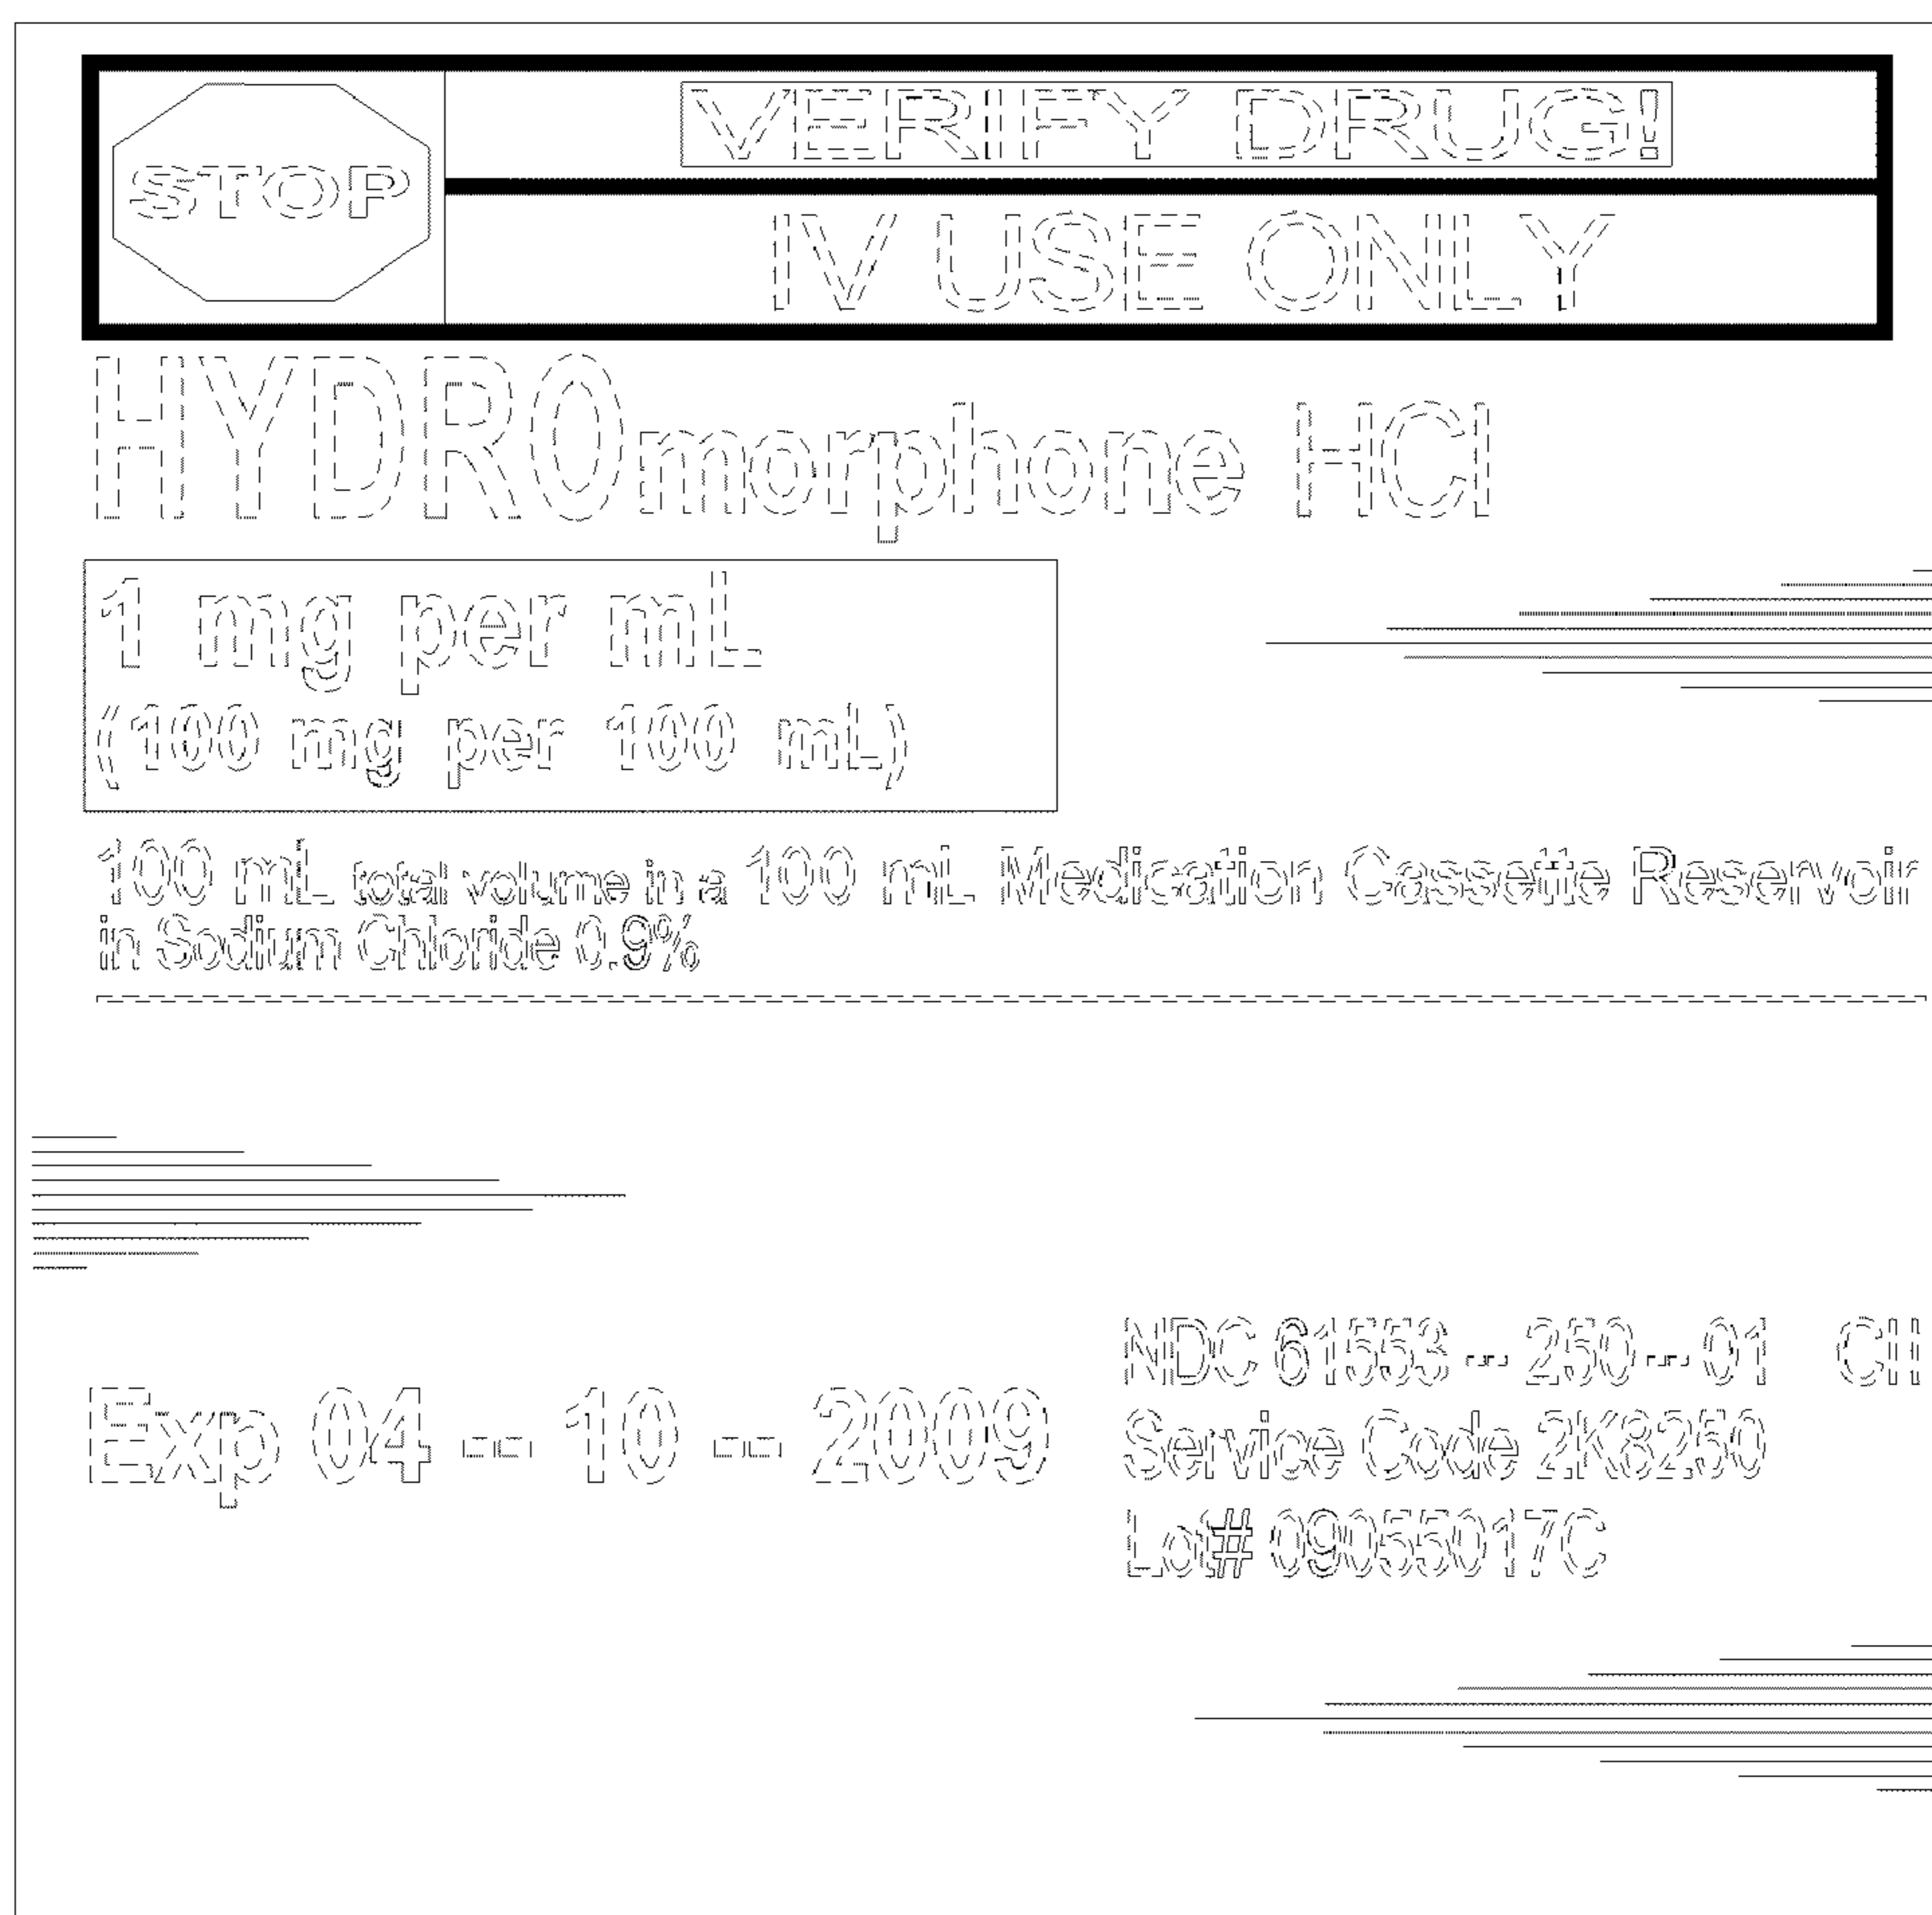 STOP
VERIFY DRUG!
IV USE ONLY
HYDROmorphone HCl
1 mg per mL
(100 mg per 100 mL)
100 mL total volume in a 100 mL Medication Cassette Reservoir
in Sodium Chloride 0.9%
NDC 61553--250--01 CII
Exp 04 -- 10 -- 2009
Service Code 2K8250
Lot# 09055017C